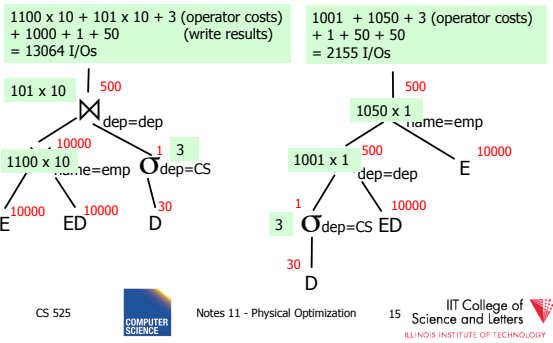 1100 x 10 + 101 x 10 + 3 (operator costs)
+ 1000 + 1 + 50 (write results)
= 13064 I/Os
1001 + 1050 + 3 (operator costs)
+ 1 + 50 + 50
= 2155 I/Os
500
101 x 10
⋈ dep=dep
10000
1100 x 10
name=emp
1
3
σ dep=CS
E 10000
ED 10000
30
D
500
1050 x 1
name=emp
500
1001 x 1
dep=dep
E 10000
1
3
σ dep=CS
ED 10000
30
D
CS 525
COMPUTER
SCIENCE
Notes 11 - Physical Optimization
15
IIT College of
Science and Letters
ILLINOIS INSTITUTE OF TECHNOLOGY